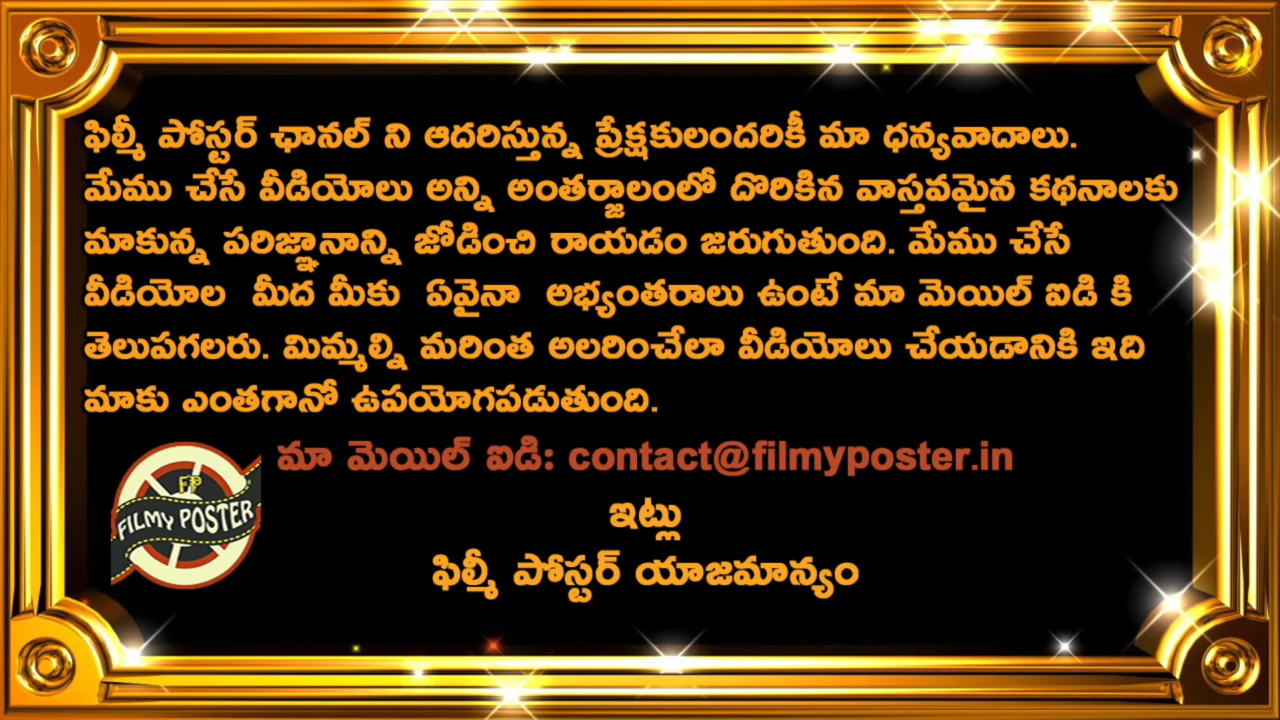 ఫిల్మీ పోస్టర్ ఛానల్ ని ఆదరిస్తున్న ప్రేక్షకులందరికీ మా ధన్యవాదాలు.
మేము చేసే వీడియోలు అన్ని అంతర్జాలంలో దొరికిన వాస్తవమైన కథనాలకు
మాకున్న పరిజ్ఞానాన్ని జోడించి రాయడం జరుగుతుంది. మేము చేసే
వీడియోల మీద మీకు ఏవైనా అభ్యంతరాలు ఉంటే మా మెయిల్ ఐడి కి
తెలుపగలరు. మిమ్మల్ని మరింత అలరించేలా వీడియోలు చేయడానికి ఇది
మాకు ఎంతగానో ఉపయోగపడుతుంది.
మా మెయిల్ ఐడి: contact@filmyposter.in
FP
FILMY POSTER
ఇట్లు
ఫిల్మీ పోస్టర్ యాజమాన్యం